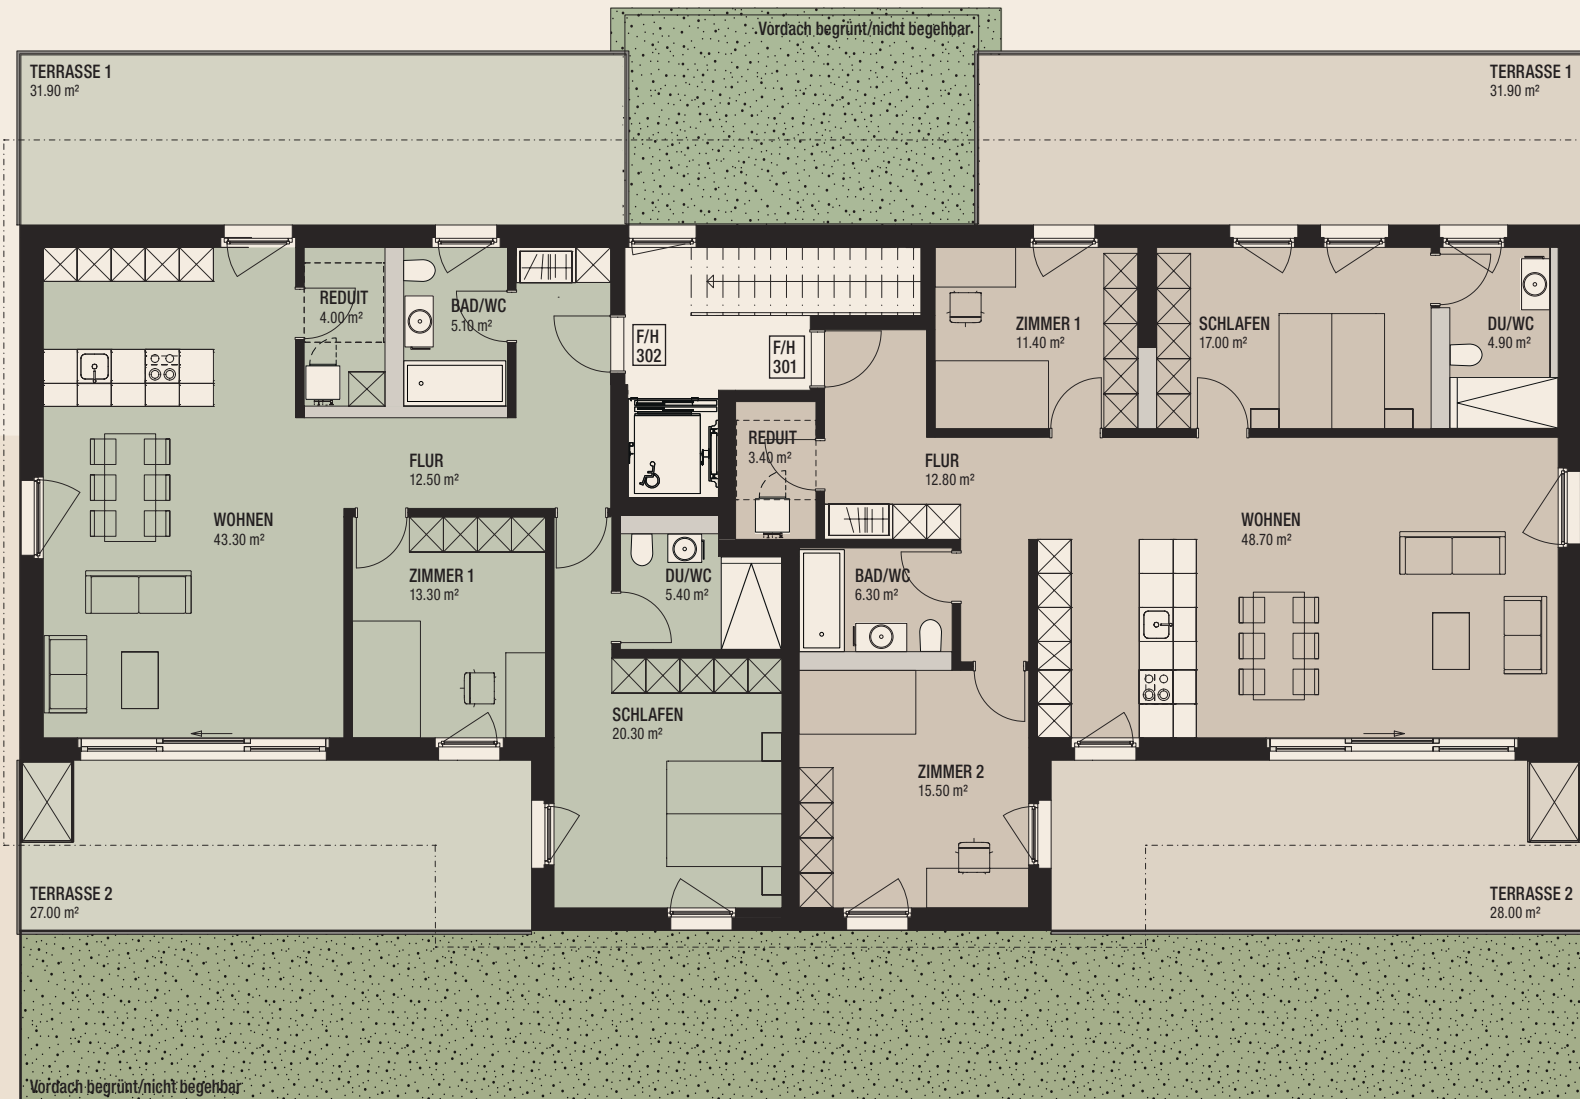 Vordach begrünt/nicht begehbar
TERRASSE 1
31.90 m²
TERRASSE 1
31.90 m²
REDUIT
4.00 m²
BAD/WC
5.10 m²
F/H
302
F/H
301
ZIMMER 1
11.40 m²
SCHLAFEN
17.00 m²
DU/WC
4.90 m²
REDUIT
3.40 m²
FLUR
12.50 m²
FLUR
12.80 m²
WOHNEN
43.30 m²
WOHNEN
48.70 m²
ZIMMER 1
13.30 m²
DU/WC
5.40 m²
BAD/WC
6.30 m²
SCHLAFEN
20.30 m²
ZIMMER 2
15.50 m²
TERRASSE 2
27.00 m²
TERRASSE 2
28.00 m²
Vordach begrünt/nicht begehbar